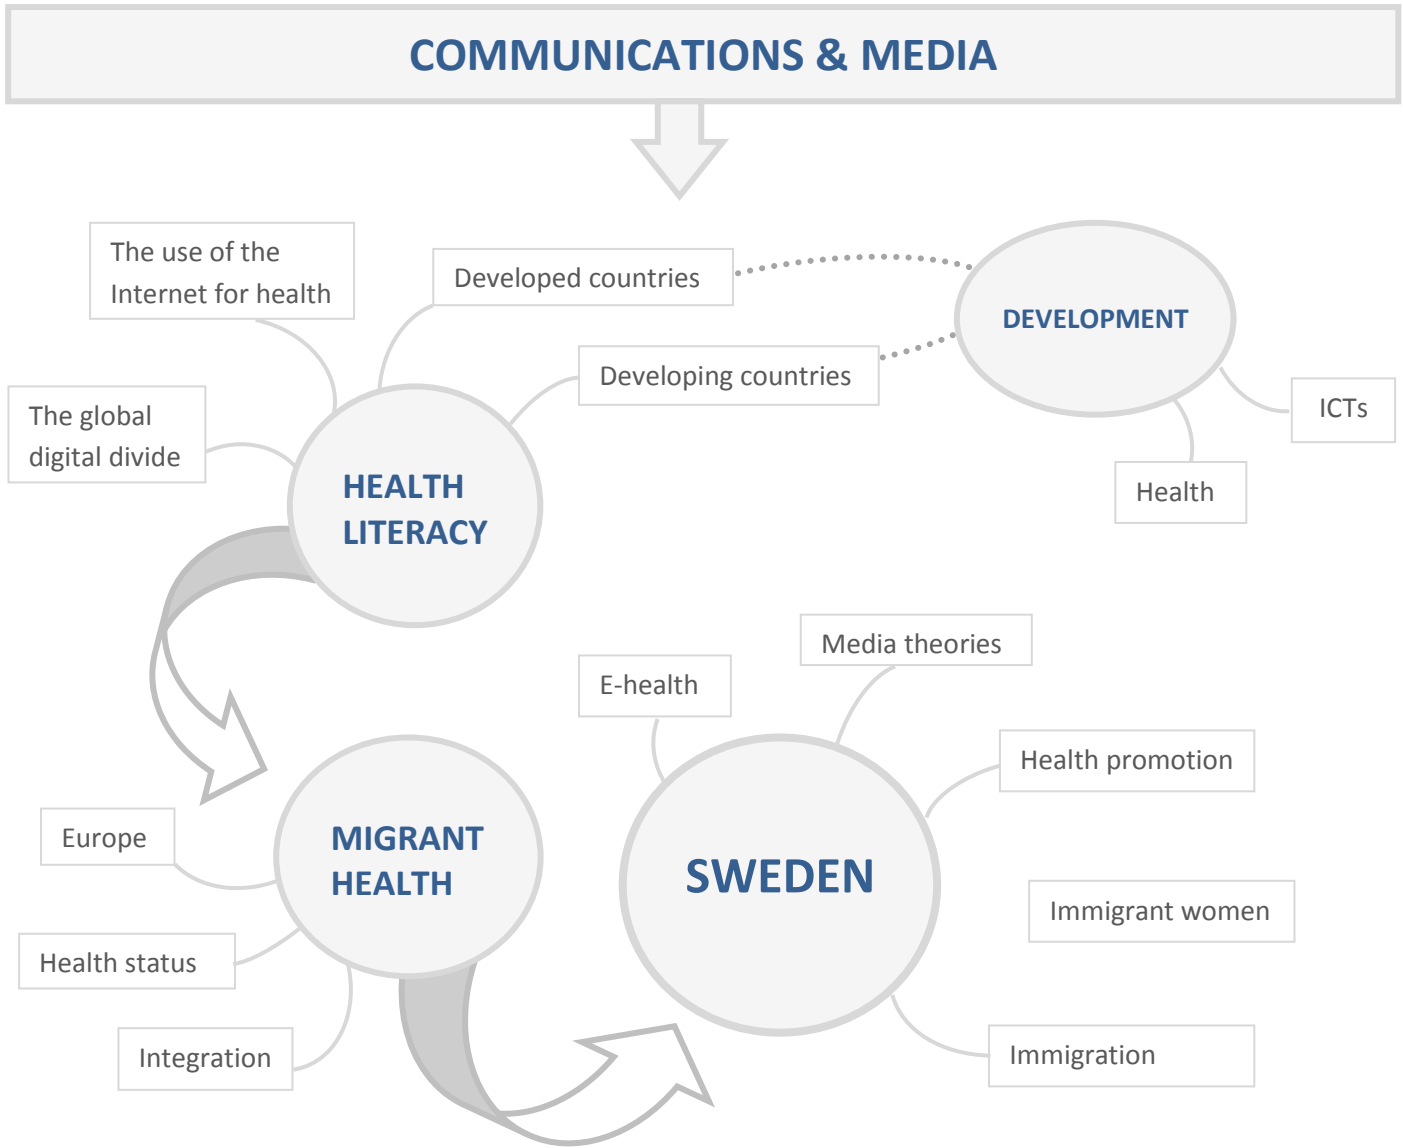 COMMUNICATIONS & MEDIA
The use of the
Internet for health
Developed countries
DEVELOPMENT
Developing countries
The global
digital divide
ICTs
Health
HEALTH
LITERACY
Media theories
E-health
Health promotion
Europe
MIGRANT
HEALTH
SWEDEN
Immigrant women
Health status
Integration
Immigration